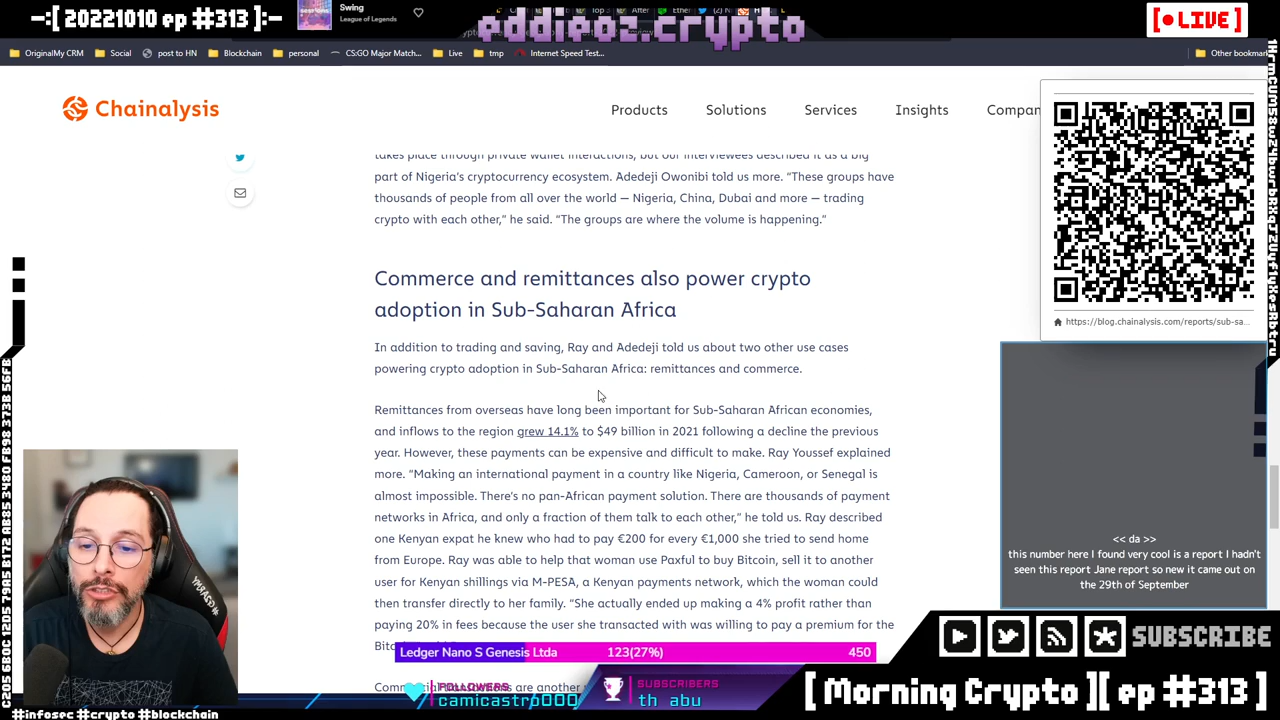 -:[ 20221010 ep #313 ]:-
Swing
League of Legends
eddieoz.crypto
[ ● LIVE ]
OriginalMy CRM
Social
post to HN
Blockchain
personal
CS:GO Major Match...
Live
tmp
Internet Speed Test...
Other bookmar
Chainalysis
Products
Solutions
Services
Insights
Compan
takes place through private wallet interactions, but our interviewees described it as a big
part of Nigeria's cryptocurrency ecosystem. Adedeji Owonibi told us more. “These groups have
thousands of people from all over the world — Nigeria, China, Dubai and more — trading
crypto with each other,” he said. “The groups are where the volume is happening.”
Commerce and remittances also power crypto
adoption in Sub-Saharan Africa
In addition to trading and saving, Ray and Adedeji told us about two other use cases
powering crypto adoption in Sub-Saharan Africa: remittances and commerce.
Remittances from overseas have long been important for Sub-Saharan African economies,
and inflows to the region grew 14.1% to $49 billion in 2021 following a decline the previous
year. However, these payments can be expensive and difficult to make. Ray Youssef explained
more. “Making an international payment in a country like Nigeria, Cameroon, or Senegal is
almost impossible. There's no pan-African payment solution. There are thousands of payment
networks in Africa, and only a fraction of them talk to each other,” he told us. Ray described
one Kenyan expat he knew who had to pay €200 for every €1,000 she tried to send home
from Europe. Ray was able to help that woman use Paxful to buy Bitcoin, sell it to another
user for Kenyan shillings via M-PESA, a Kenyan payments network, which the woman could
then transfer directly to her family. “She actually ended up making a 4% profit rather than
paying 20% in fees because the user she transacted with was willing to pay a premium for the
are another
https://blog.chainalysis.com/reports/sub-sa...
<< da >>
this number here I found very cool is a report I hadn't
seen this report Jane report so new it came out on
the 29th of September
Ledger Nano S Genesis Ltda
123(27%)
450
FOLLOWERS
camicastrp000
SUBSCRIBERS
th_abu
SUBSCRIBE
[ Morning Crypto ][ ep #313 ]
#infosec #crypto #blockchain